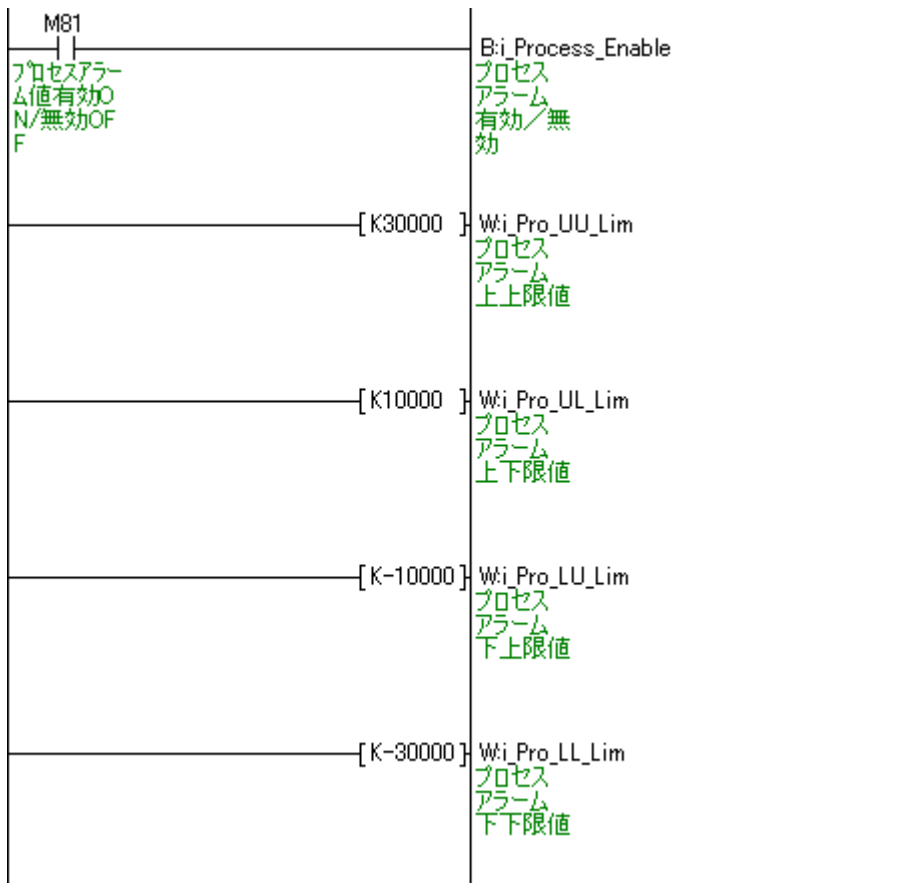 M81
B:i_Process_Enable
プロセスアラー
ム値有効O
N/無効OF
F
プロセス
アラーム
有効／無
効
[K30000 ] W:i_Pro_UU_Lim
プロセス
アラーム
上上限値
[K10000 ] W:i_Pro_UL_Lim
プロセス
アラーム
上下限値
[K-10000] W:i_Pro_LU_Lim
プロセス
アラーム
下上限値
[K-30000] W:i_Pro_LL_Lim
プロセス
アラーム
下下限値